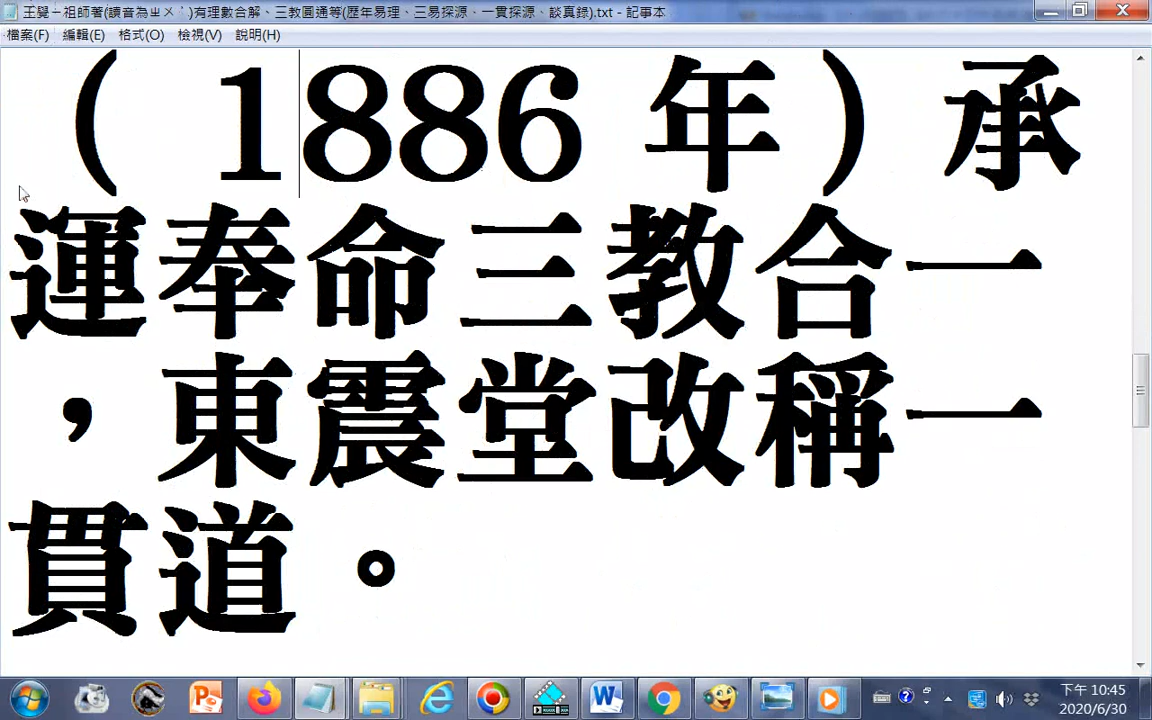 王覺一祖師著(讀音為ㄓㄨˋ)有理數合解、三教圓通等(歷年易理、三易探源、一貫探源、談真錄).txt - 記事本
檔案(F) 編輯(E) 格式(O) 檢視(V) 說明(H)
( 1886 年) 承
運奉命三教合一
，東震堂改稱一
貫道。
下午 10:45
2020/6/30